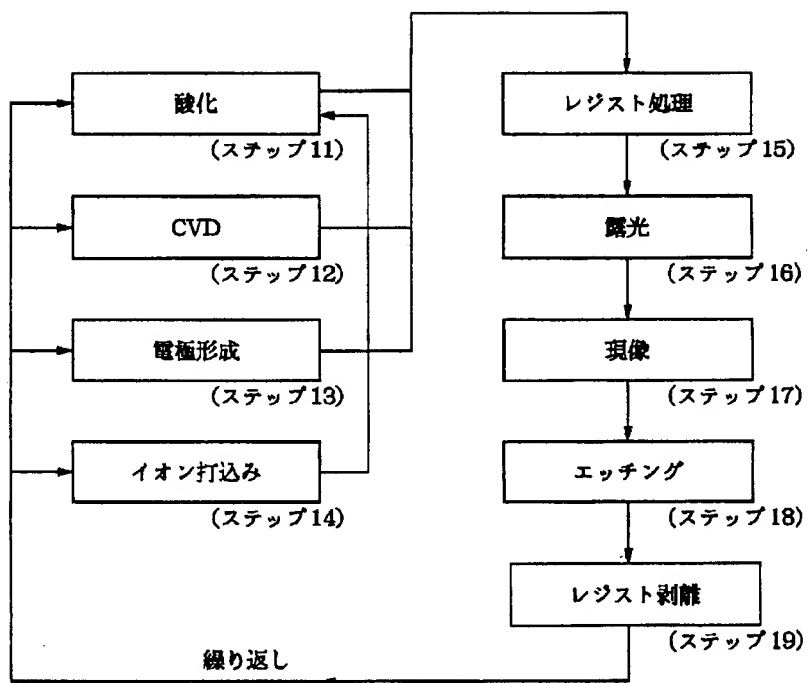 酸化
(ステップ11)
CVD
(ステップ12)
電極形成
(ステップ13)
イオン打込み
(ステップ14)
レジスト処理
(ステップ15)
露光
(ステップ16)
現像
(ステップ17)
エッチング
(ステップ18)
レジスト剥離
(ステップ19)
繰り返し